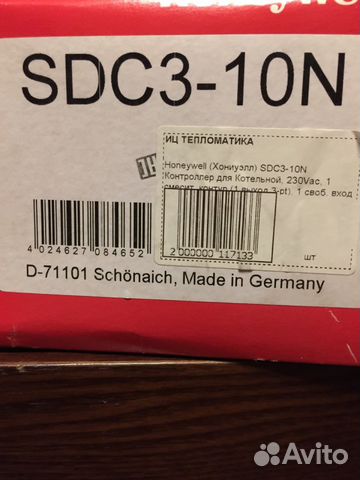 SDC3-10N
ИЦ ТЕПЛОМАТИКА
Honeywell (Хониуэлл) SDC3-10N
Контроллер для Котельной, 230Vac, 1
смесит. контур (1 выход 3-pt), 1 своб. вход
4 024627 084652
2 000000 117133
шт
D-71101 Schönaich, Made in Germany
Avito